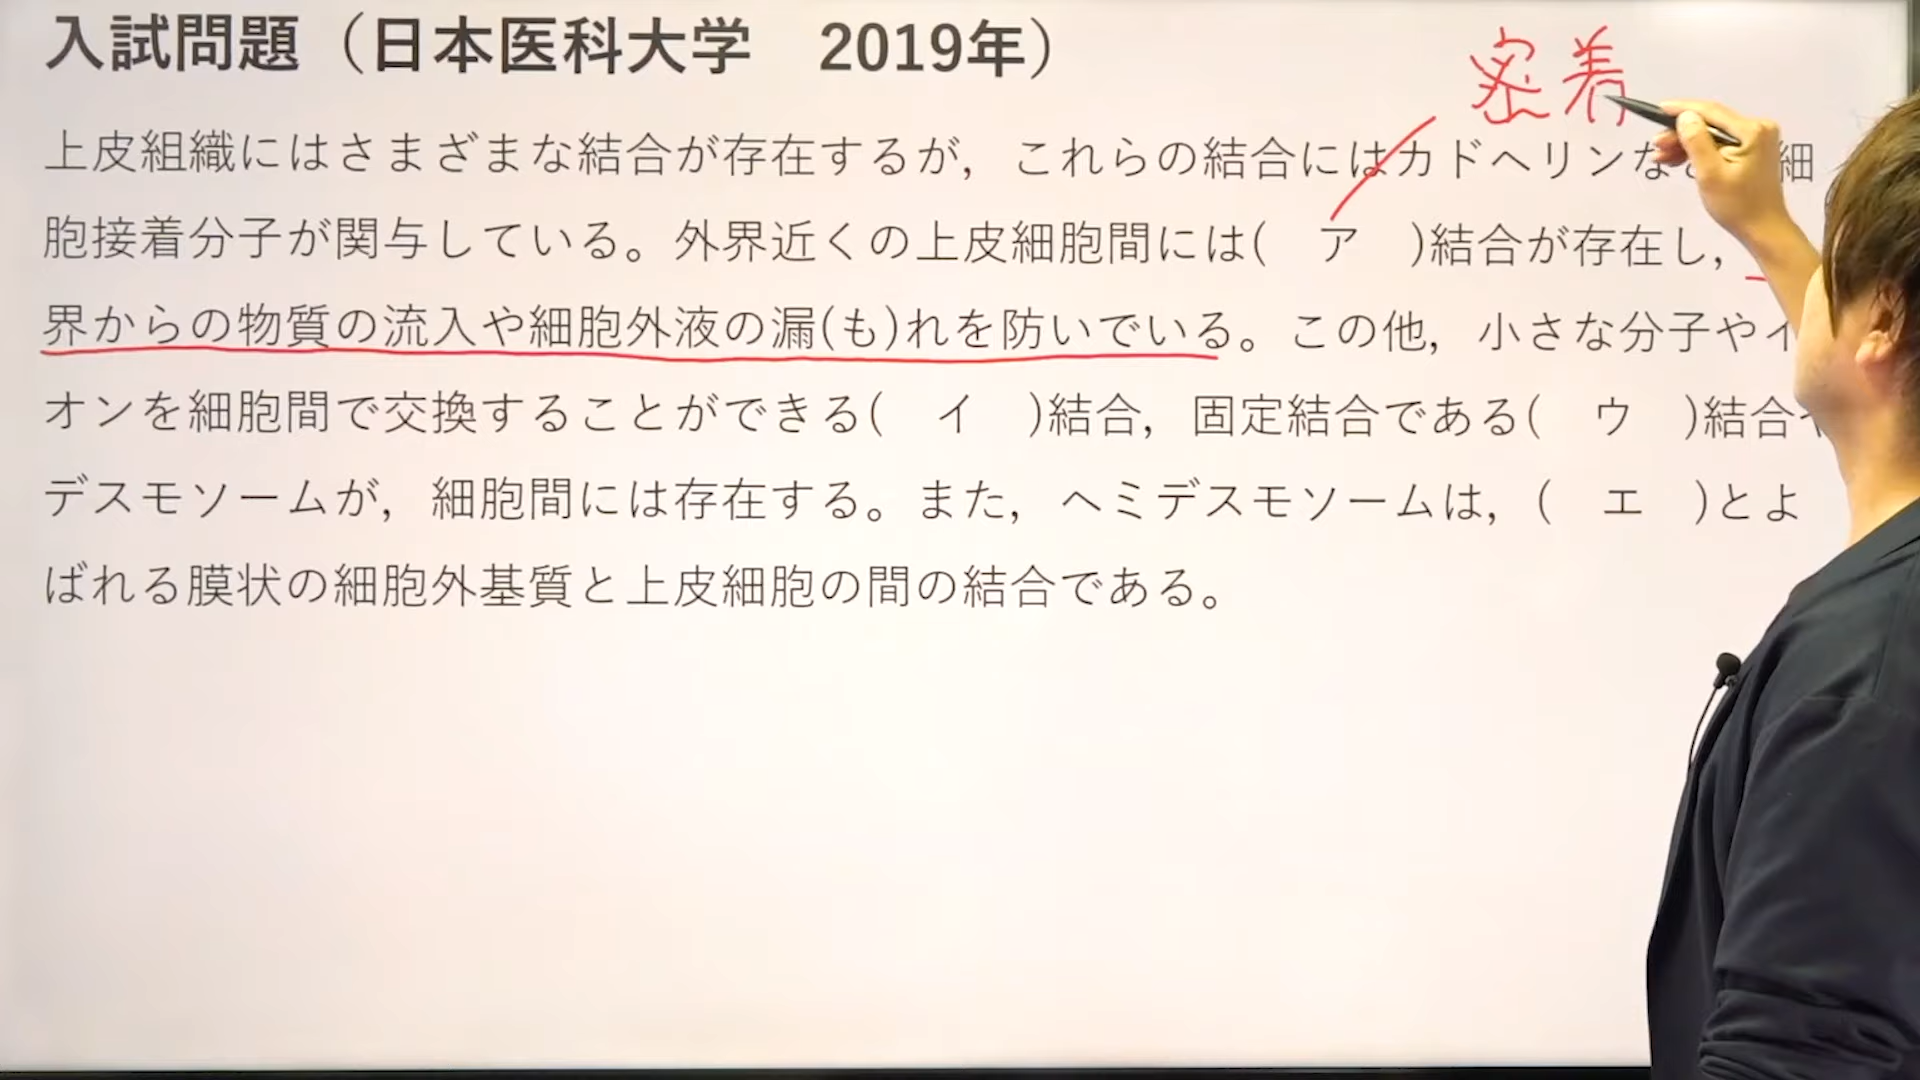 入試問題（日本医科大学　2019年）
密着
上皮組織にはさまざまな結合が存在するが，これらの結合にはカドヘリンな 細
胞接着分子が関与している。外界近くの上皮細胞間には(　ア　)結合が存在し，
界からの物質の流入や細胞外液の漏(も)れを防いでいる。この他，小さな分子やイ
オンを細胞間で交換することができる(　イ　)結合，固定結合である(　ウ　)結合
デスモソームが，細胞間には存在する。また，ヘミデスモソームは，(　エ　)とよ
ばれる膜状の細胞外基質と上皮細胞の間の結合である。